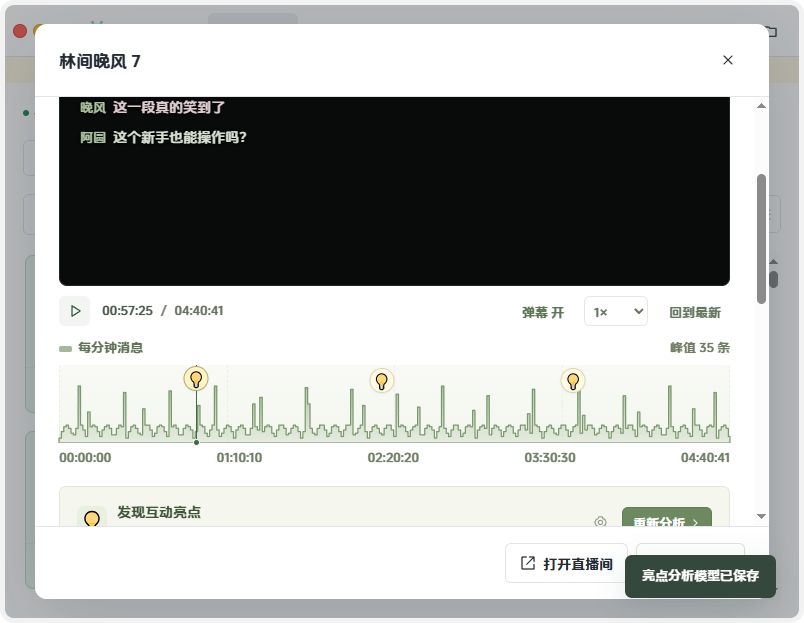 林间晚风 7
晚风 这一段真的笑到了
阿园 这个新手也能操作吗?
00:57:25 / 04:40:41
弹幕 开
1×
回到最新
每分钟消息
峰值 35 条
00:00:00
01:10:10
02:20:20
03:30:30
04:40:41
发现互动亮点
重新分析
打开直播间
亮点分析模型已保存